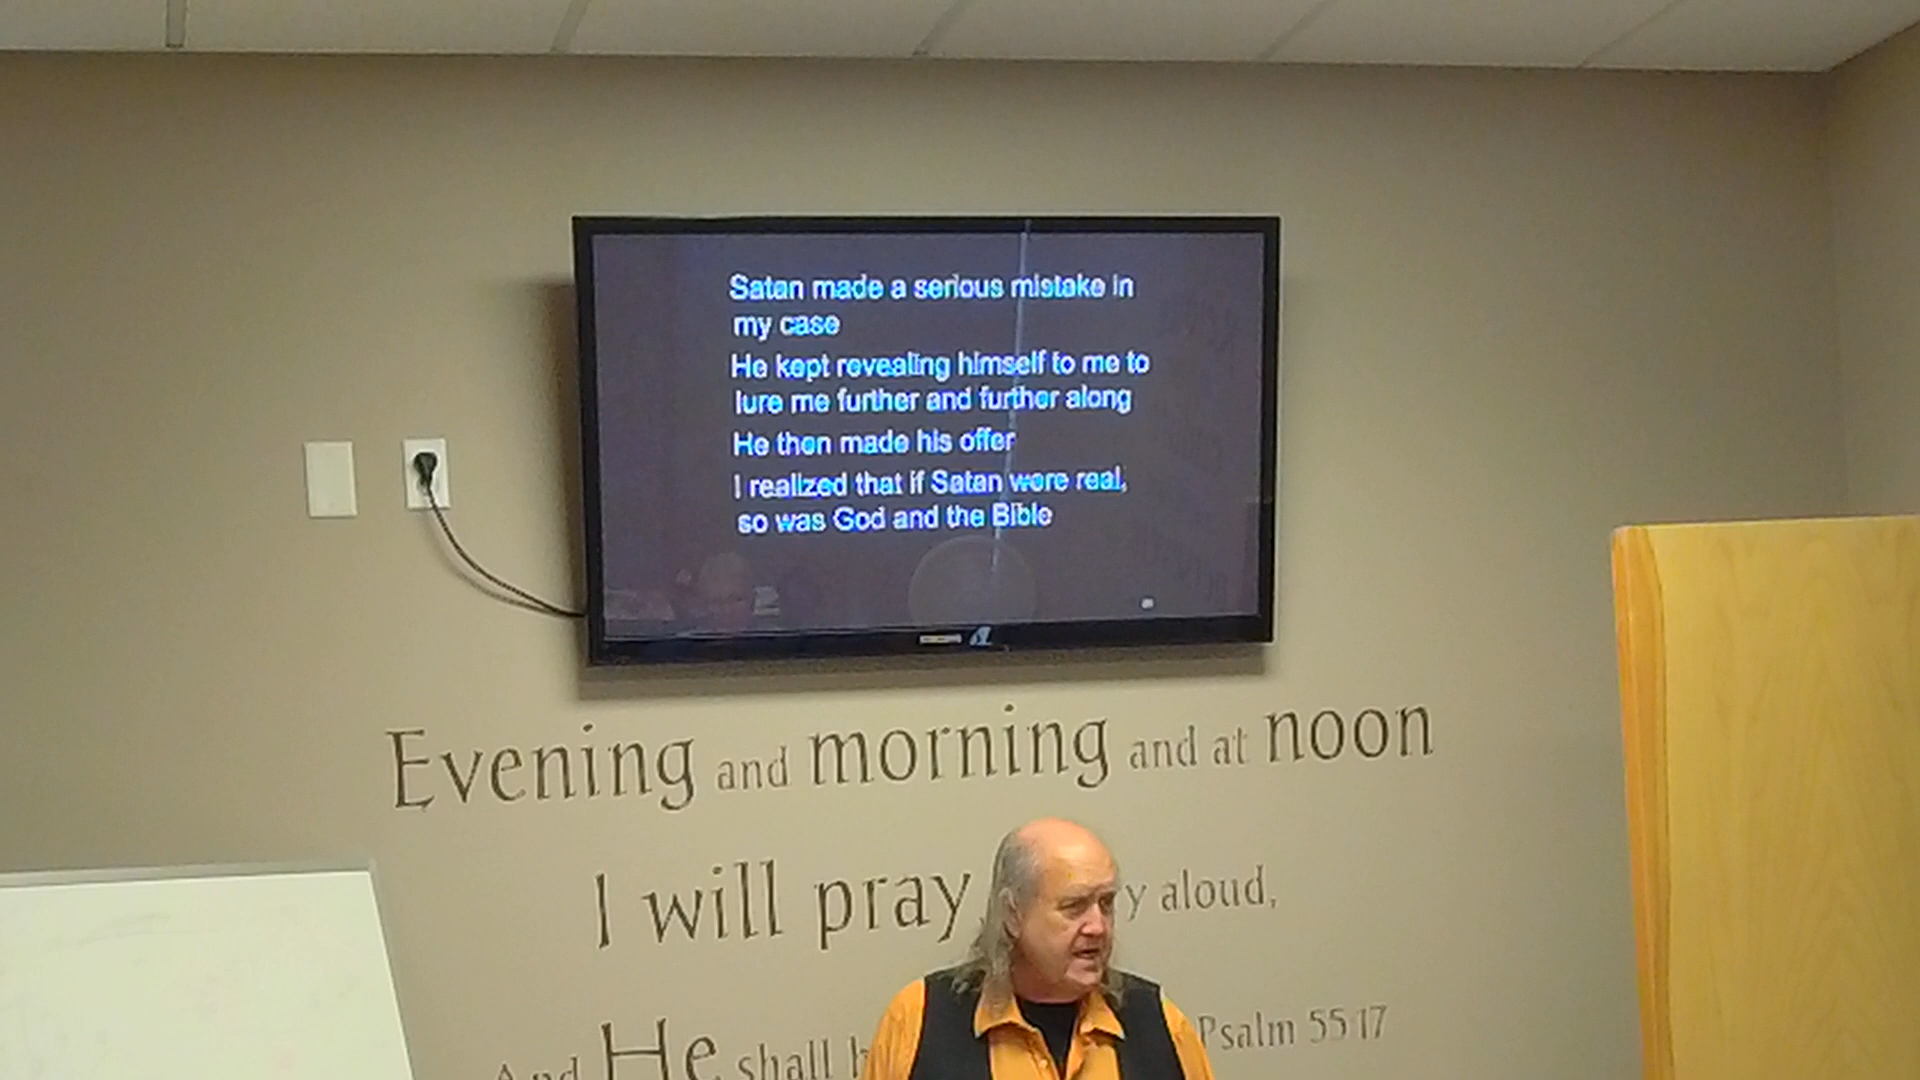 Satan made a serious mistake in
my case
He kept revealing himself to me to
lure me further and further along
He then made his offer
I realized that if Satan were real,
so was God and the Bible
Evening and morning and at noon
I will pray, y aloud,
And He shall h
Psalm 55 17